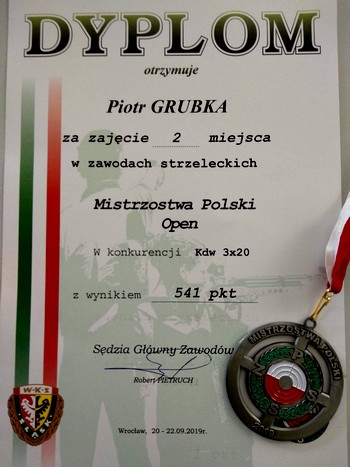 DYPLOM
otrzymuje
Piotr GRUBKA
za zajęcie 2 miejsca
w zawodach strzeleckich
Mistrzostwa Polski
Open
W konkurencji Kdw 3x20
z wynikiem 541 pkt
Sędzia Główny Zawodów
Robert PIETRUCH
Wrocław, 20 - 22.09.2019r.
W-K-S
MISTRZOSTWA POLSKI